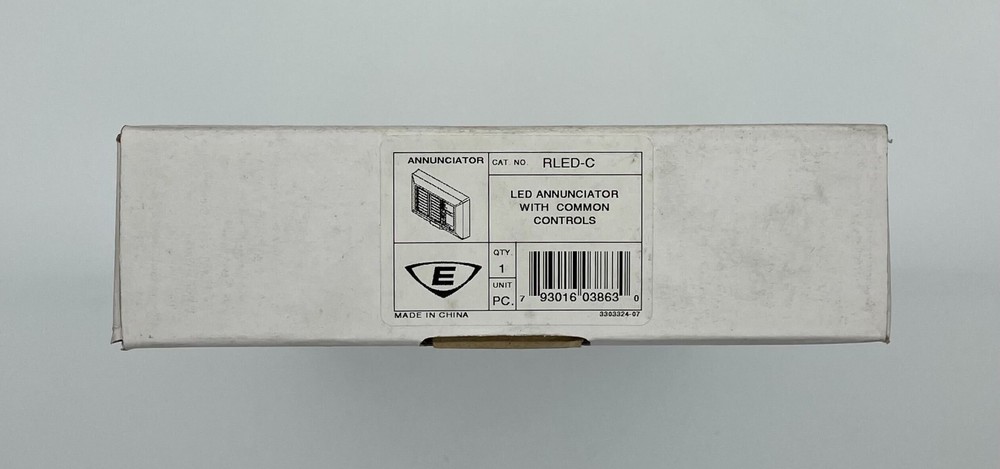 ANNUNCIATOR
CAT. NO. RLED-C
LED ANNUNCIATOR
WITH COMMON
CONTROLS
E
QTY.
1
UNIT
PC.
7 93016 03863 0
MADE IN CHINA
3303324-07